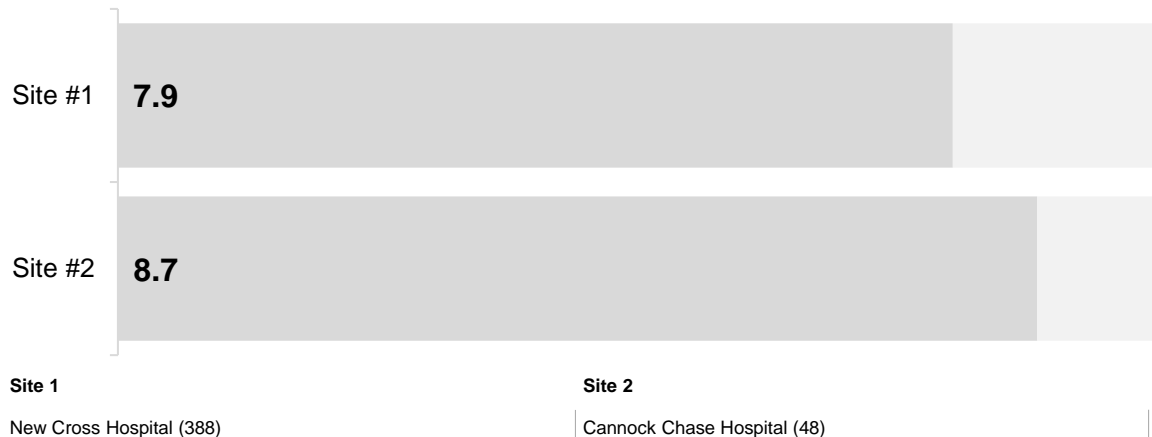 Site #1
7.9
Site #2
8.7
Site 1
Site 2
New Cross Hospital (388)
Cannock Chase Hospital (48)